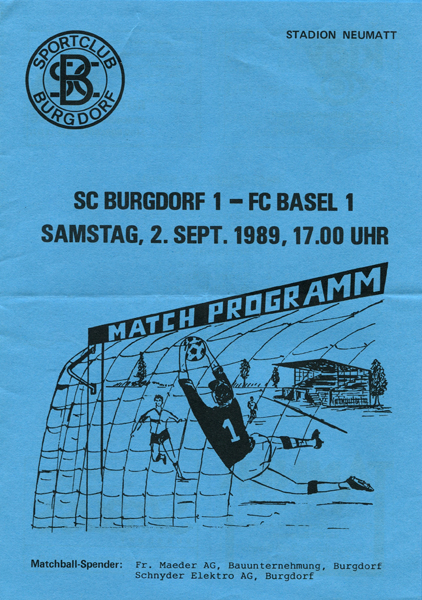 SPORTCLUB
SCB
BURGDORF
STADION NEUMATT
SC BURGDORF 1 – FC BASEL 1
SAMSTAG, 2. SEPT. 1989, 17.00 UHR
MATCH PROGRAMM
1
Matchball-Spender: Fr. Maeder AG, Bauunternehmung, Burgdorf
Schnyder Elektro AG, Burgdorf